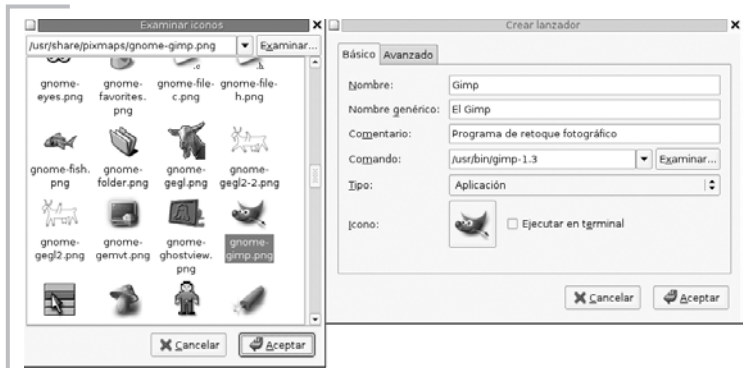 Examinar iconos
/usr/share/pixmaps/gnome-gimp.png
Examinar...
gnome-eyes.png
gnome-favorites.png
gnome-file-c.png
gnome-file-h.png
gnome-fish.png
gnome-folder.png
gnome-gegl.png
gnome-gegl2-2.png
gnome-gegl2.png
gnome-gemvt.png
gnome-ghostview.png
gnome-gimp.png
Cancelar
Aceptar
Crear lanzador
Básico
Avanzado
Nombre: Gimp
Nombre genérico: El Gimp
Comentario: Programa de retoque fotográfico
Comando: /usr/bin/gimp-1.3 Examinar...
Tipo: Aplicación
Icono: Ejecutar en terminal
Cancelar
Aceptar